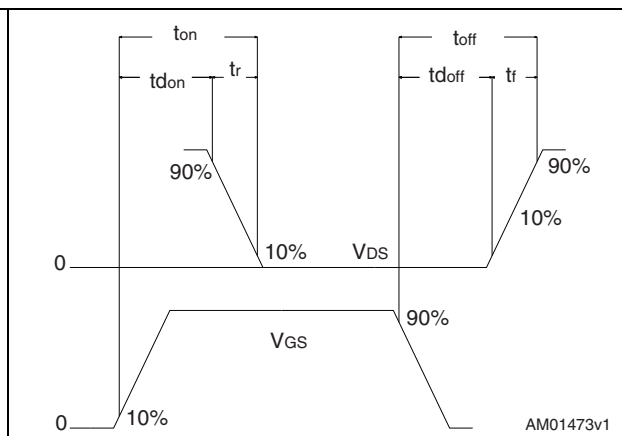 ton toff
tdon tr tdoff tf
90% 90%
10%
10% VDS
0
90%
VGS
10%
0
AM01473v1